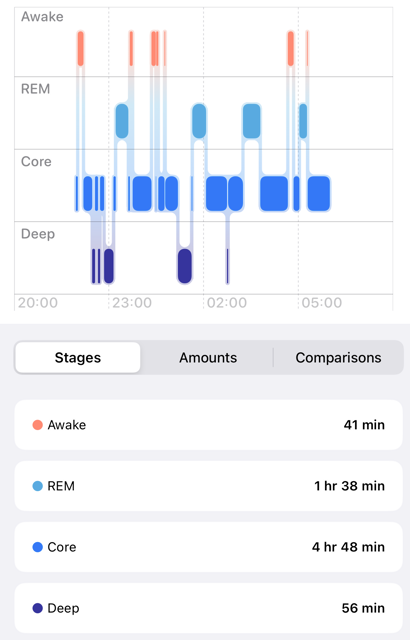 Awake
REM
Core
Deep
20:00 23:00 02:00 05:00
Stages Amounts Comparisons
Awake 41 min
REM 1 hr 38 min
Core 4 hr 48 min
Deep 56 min